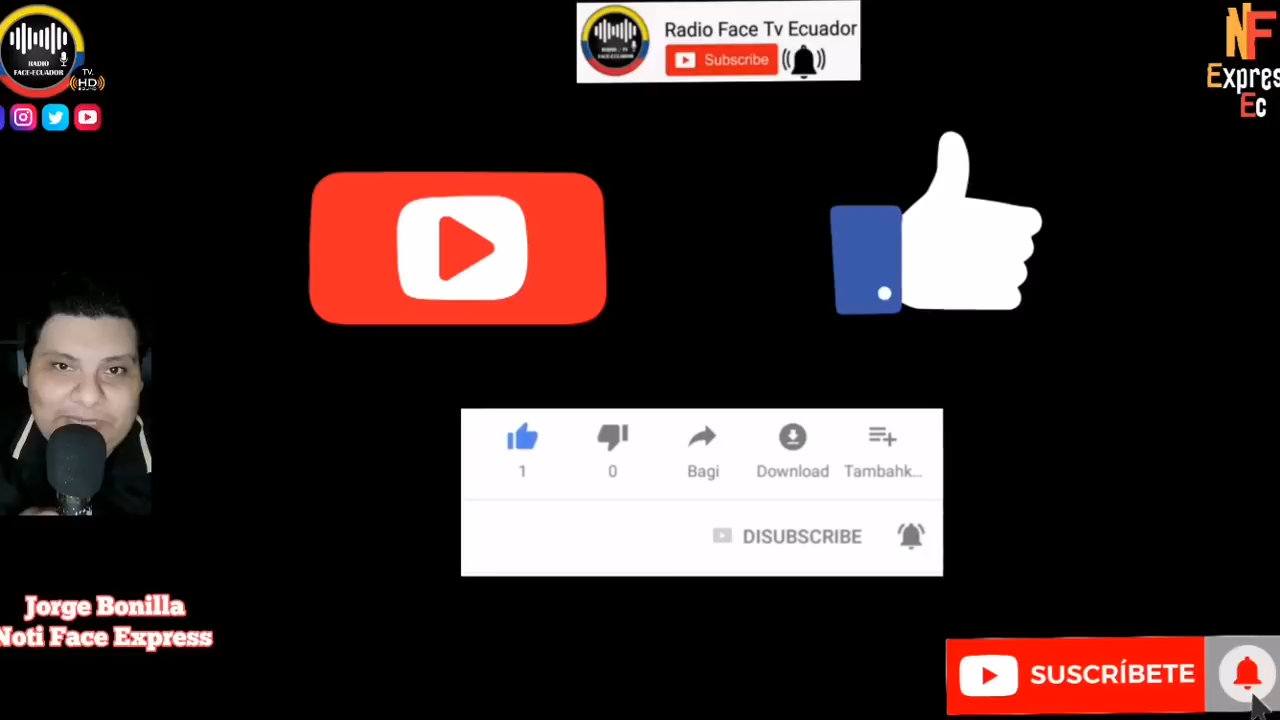 RADIO
FACE-ECUADOR
TV.
HD
Radio Face Tv Ecuador
Subscribe
NF
Expres
Ec
1
0
Bagi
Download
Tambahk...
DISUBSCRIBE
Jorge Bonilla
Noti Face Express
SUSCRÍBETE